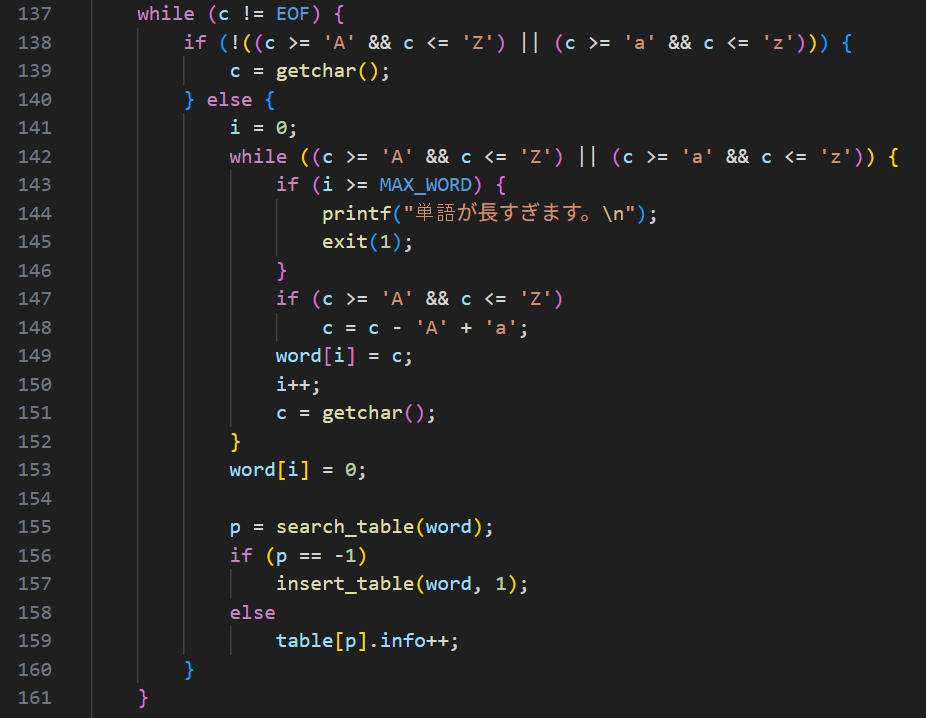 137 while (c != EOF) {
138 if (!((c >= 'A' && c <= 'Z') || (c >= 'a' && c <= 'z'))) {
139 c = getchar();
140 } else {
141 i = 0;
142 while ((c >= 'A' && c <= 'Z') || (c >= 'a' && c <= 'z')) {
143 if (i >= MAX_WORD) {
144 printf("単語が長すぎます。\n");
145 exit(1);
146 }
147 if (c >= 'A' && c <= 'Z')
148 c = c - 'A' + 'a';
149 word[i] = c;
150 i++;
151 c = getchar();
152 }
153 word[i] = 0;
154
155 p = search_table(word);
156 if (p == -1)
157 insert_table(word, 1);
158 else
159 table[p].info++;
160 }
161 }